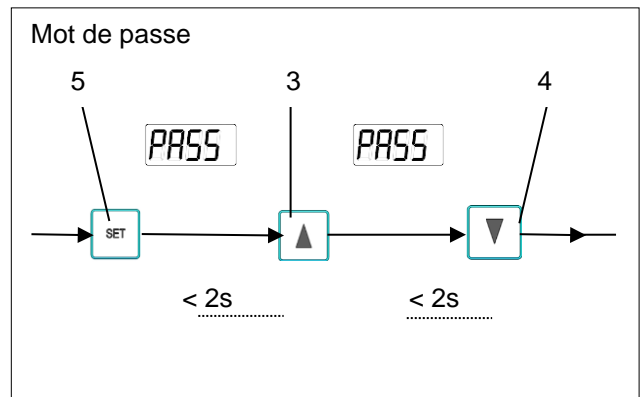 Mot de passe
5 3 4
PASS PASS
SET
< 2s < 2s